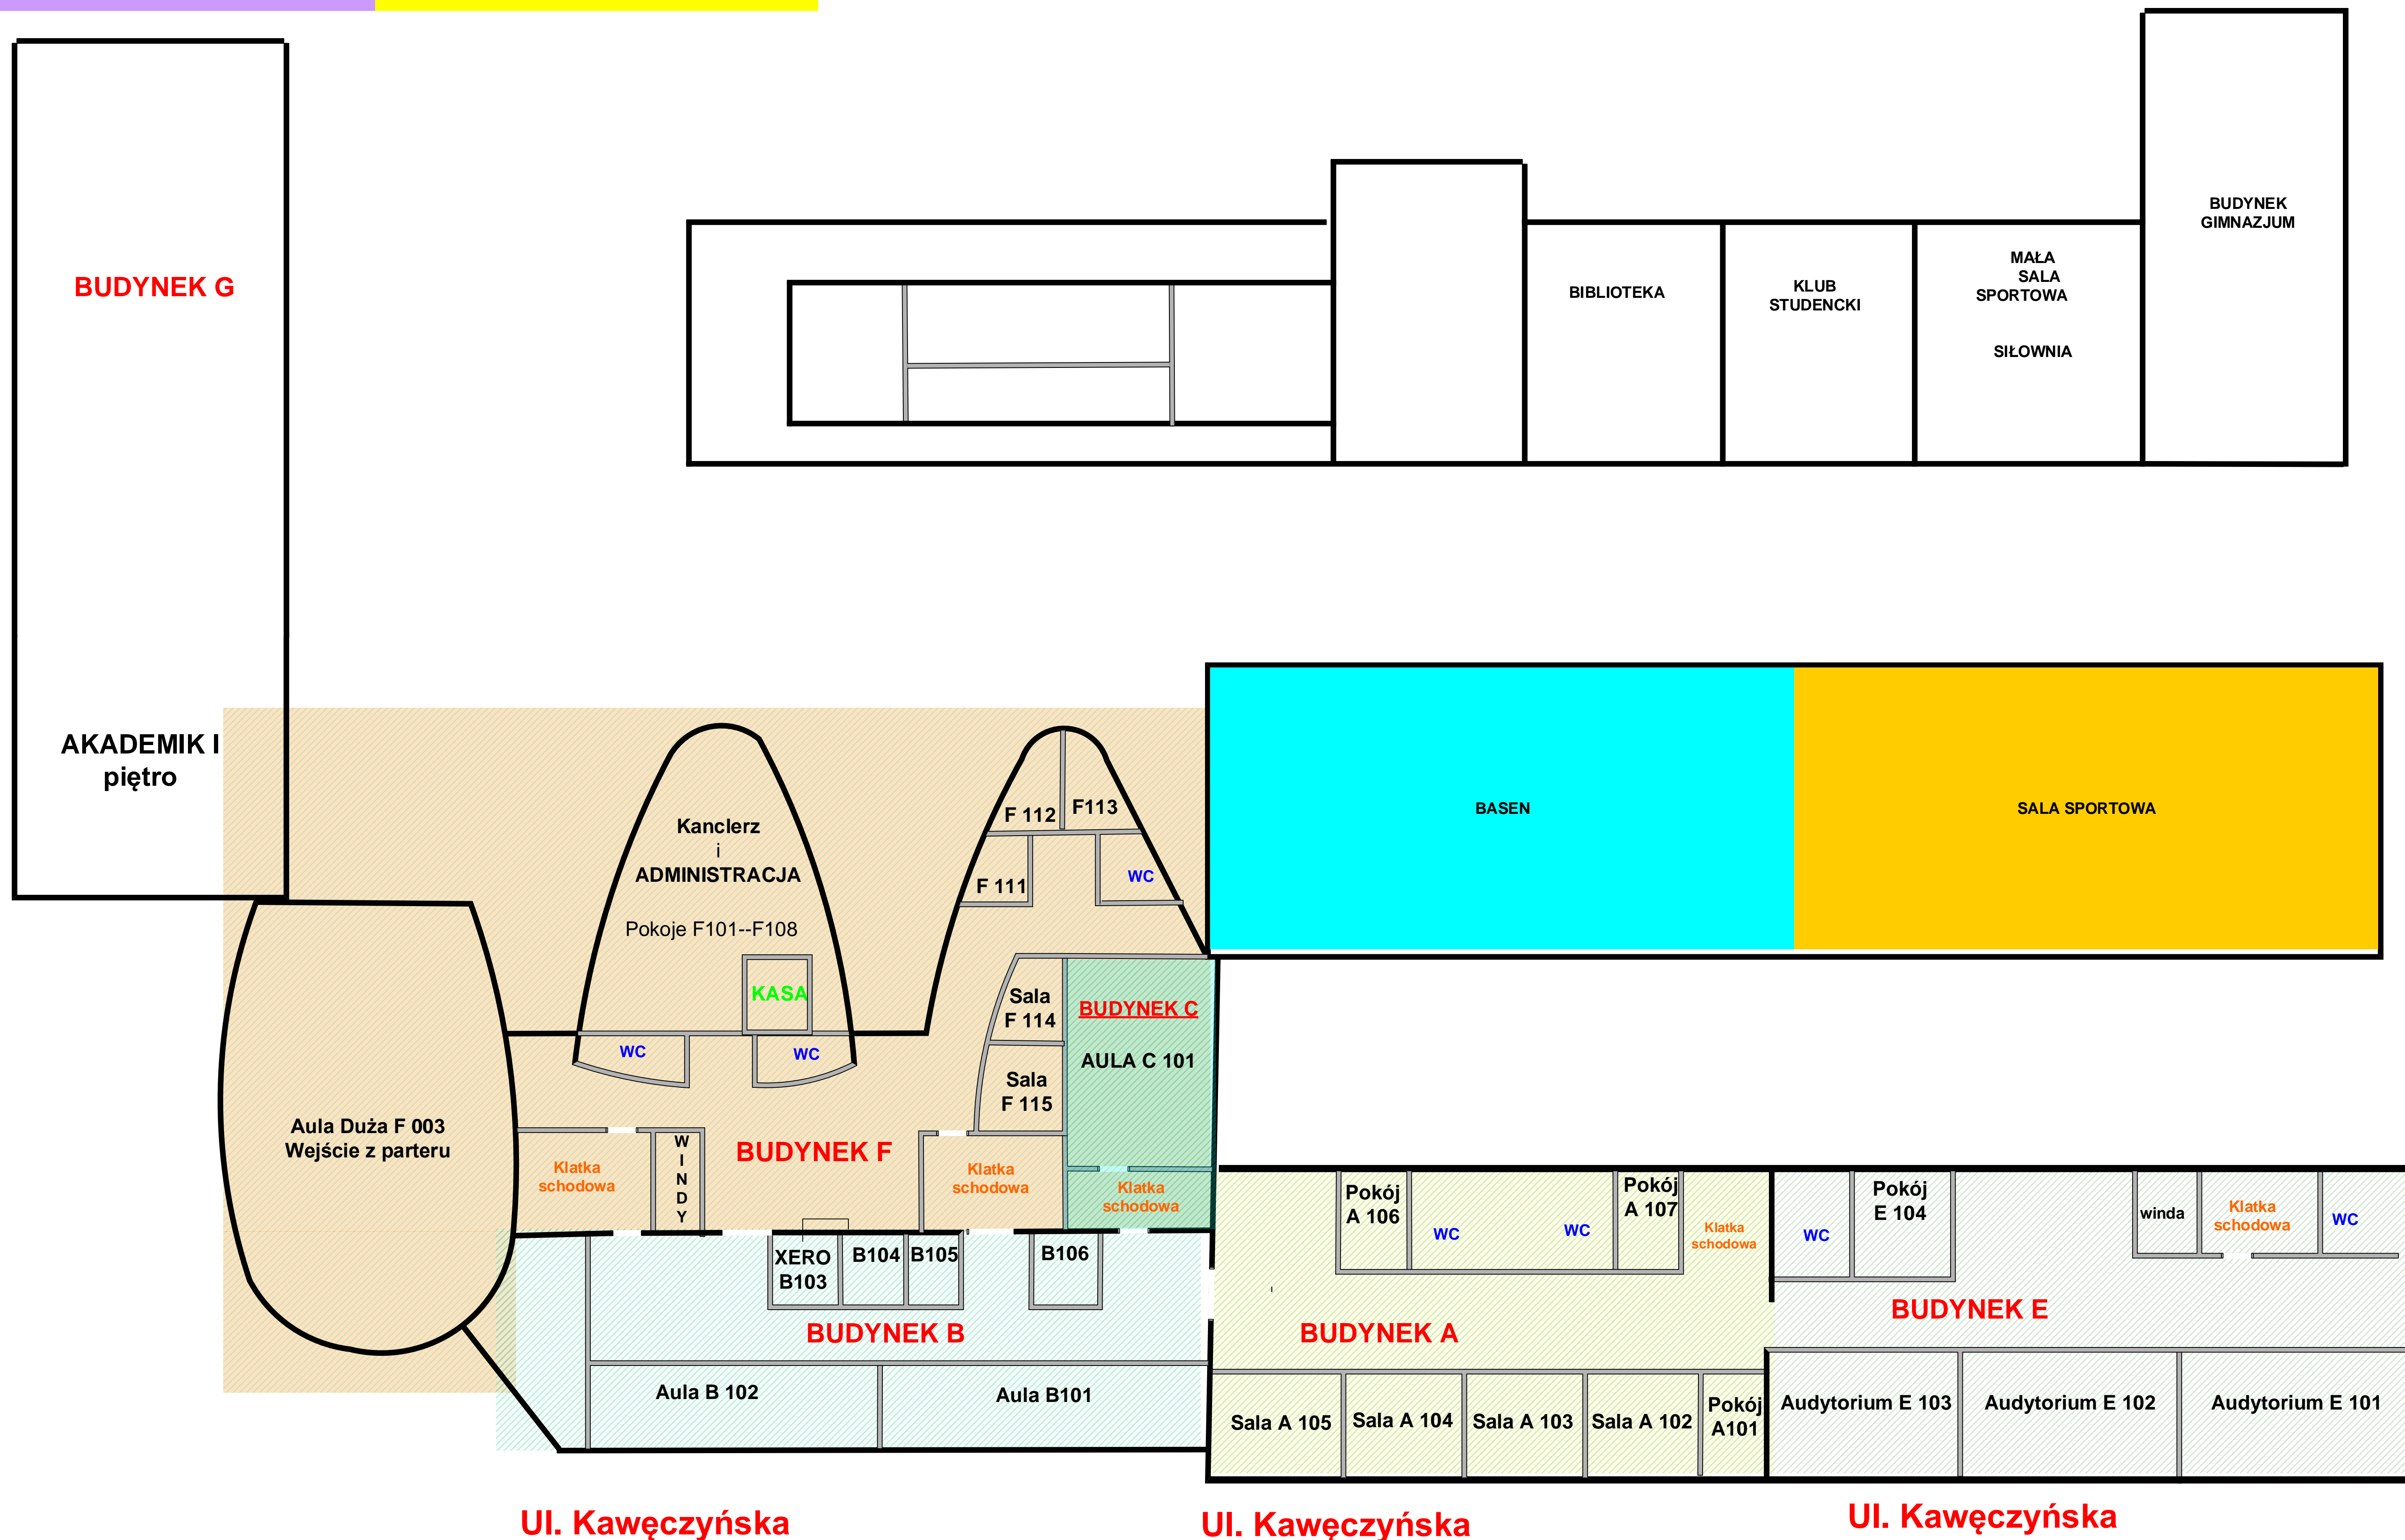 BUDYNEK
GIMNAZJUM
MAŁA
SALA
SPORTOWA
SIŁOWNIA
KLUB
STUDENCKI
BIBLIOTEKA
BUDYNEK G
AKADEMIK I
piętro
BASEN
SALA SPORTOWA
Kanclerz
i
ADMINISTRACJA
Pokoje F101--F108
KASA
WC
WC
F 112
F113
F 111
WC
Sala
F 114
Sala
F 115
BUDYNEK C
AULA C 101
Klatka
schodowa
Aula Duża F 003
Wejście z parteru
Klatka
schodowa
W
I
N
D
Y
BUDYNEK F
Klatka
schodowa
XERO
B103
B104
B105
B106
BUDYNEK B
Aula B 102
Aula B101
Pokój
A 106
WC
WC
Pokój
A 107
Klatka
schodowa
BUDYNEK A
Sala A 105
Sala A 104
Sala A 103
Sala A 102
Pokój
A101
WC
Pokój
E 104
winda
Klatka
schodowa
WC
BUDYNEK E
Audytorium E 103
Audytorium E 102
Audytorium E 101
Ul. Kawęczyńska
Ul. Kawęczyńska
Ul. Kawęczyńska